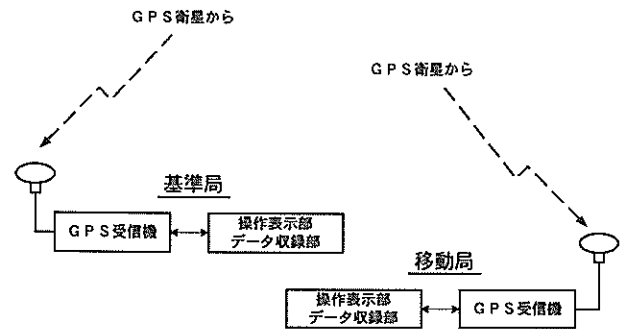 GPS衛星から
GPS衛星から
基準局
GPS受信機
操作表示部
データ収録部
移動局
操作表示部
データ収録部
GPS受信機